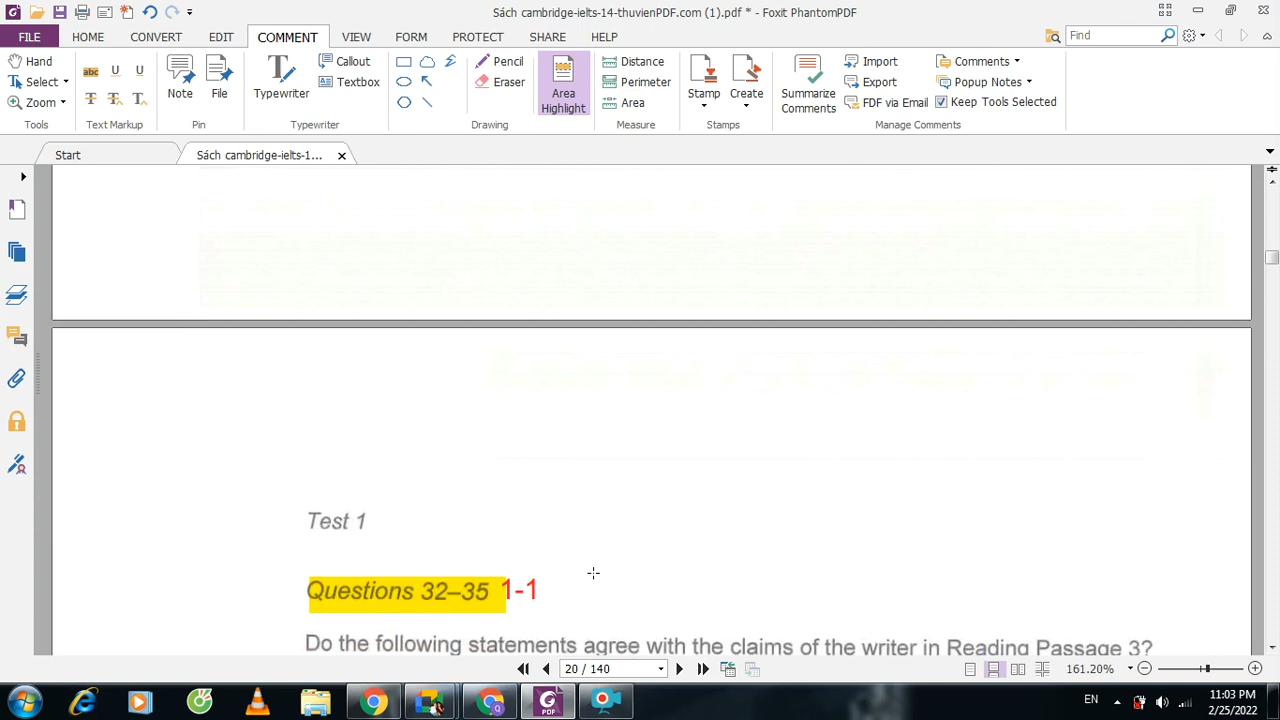 Sách cambridge-ielts-14-thuvienPDF.com (1).pdf * - Foxit PhantomPDF
FILE HOME CONVERT EDIT COMMENT VIEW FORM PROTECT SHARE HELP Find
Hand Select Zoom Tools
abc U U T T T Text Markup
Note File Pin
Typewriter Callout Textbox Typewriter
Pencil Eraser Drawing
Area Highlight
Distance Perimeter Area Measure
Stamp Create Stamps
Summarize Comments Import Export FDF via Email Comments Popup Notes Keep Tools Selected Manage Comments
Start Sách cambridge-ielts-1...
Test 1
Questions 32–35 1-1
Do the following statements agree with the claims of the writer in Reading Passage 3?
20 / 140 161.20%
PDF EN 11:03 PM
2/25/2022